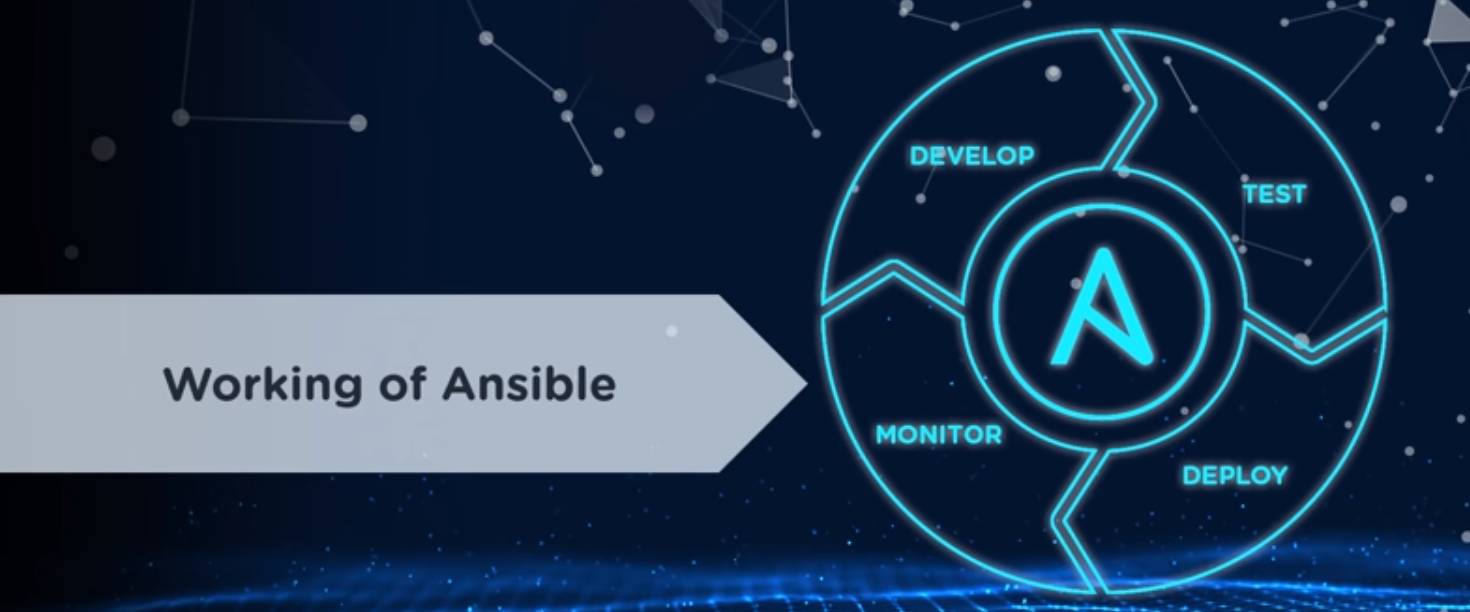 Working of Ansible
DEVELOP
TEST
MONITOR
DEPLOY